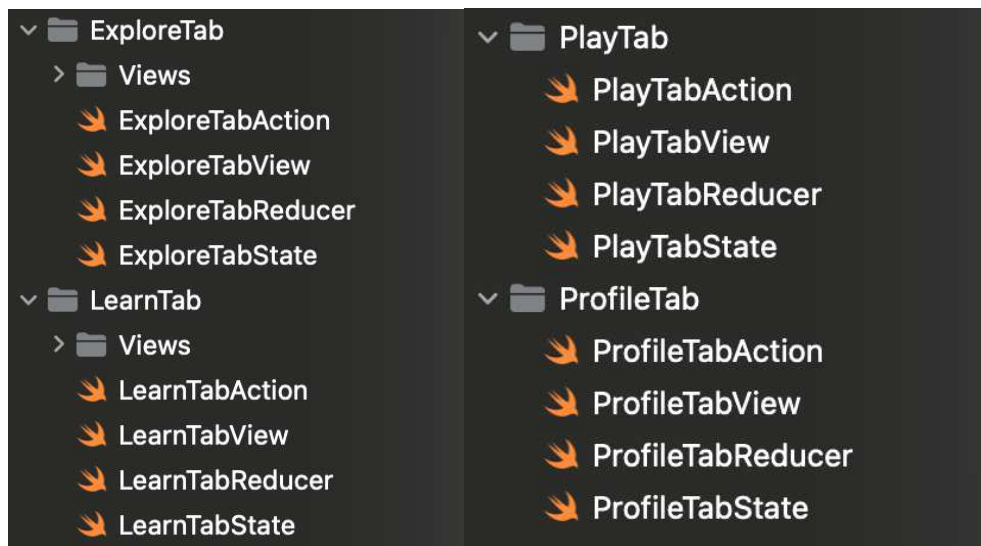 ExploreTab
Views
ExploreTabAction
ExploreTabView
ExploreTabReducer
ExploreTabState
LearnTab
Views
LearnTabAction
LearnTabView
LearnTabReducer
LearnTabState
PlayTab
PlayTabAction
PlayTabView
PlayTabReducer
PlayTabState
ProfileTab
ProfileTabAction
ProfileTabView
ProfileTabReducer
ProfileTabState